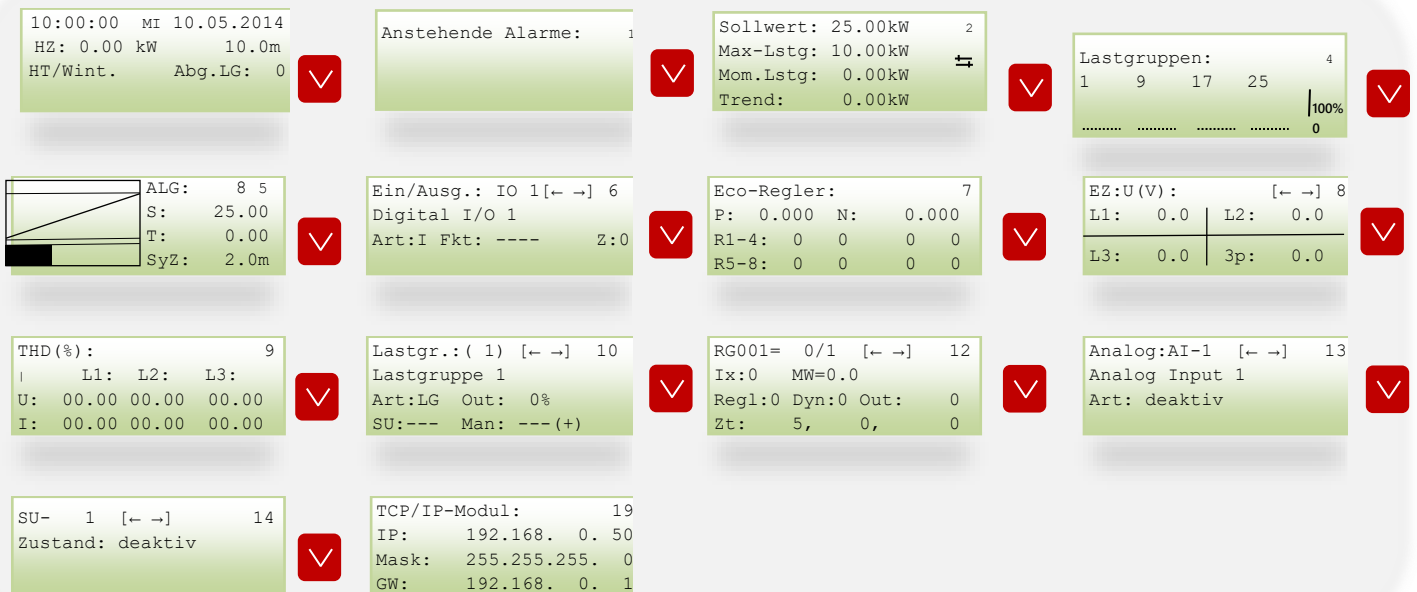 10:00:00 MI 10.05.2014
HZ: 0.00 kW 10.0m
HT/Wint. Abg.LG: 0
Anstehende Alarme: 1
Sollwert: 25.00kW 2
Max-Lstg: 10.00kW
Mom.Lstg: 0.00kW
Trend: 0.00kW
Lastgruppen: 4
1 9 17 25
100%
.......... .......... .......... ..........
0
ALG: 8 5
S: 25.00
T: 0.00
SyZ: 2.0m
Ein/Ausg.: IO 1[← →] 6
Digital I/O 1
Art:I Fkt: ---- Z:0
Eco-Regler: 7
P: 0.000 N: 0.000
R1-4: 0 0 0 0
R5-8: 0 0 0 0
EZ:U(V): [← →] 8
L1: 0.0 L2: 0.0
L3: 0.0 3p: 0.0
THD(%): 9
| L1: L2: L3:
U: 00.00 00.00 00.00
I: 00.00 00.00 00.00
Lastgr.:( 1) [← →] 10
Lastgruppe 1
Art:LG Out: 0%
SU:--- Man: ---(+)
RG001= 0/1 [← →] 12
Ix:0 MW=0.0
Regl:0 Dyn:0 Out: 0
Zt: 5, 0, 0
Analog:AI-1 [← →] 13
Analog Input 1
Art: deaktiv
SU- 1 [← →] 14
Zustand: deaktiv
TCP/IP-Modul: 19
IP: 192.168. 0. 50
Mask: 255.255.255. 0
GW: 192.168. 0. 1